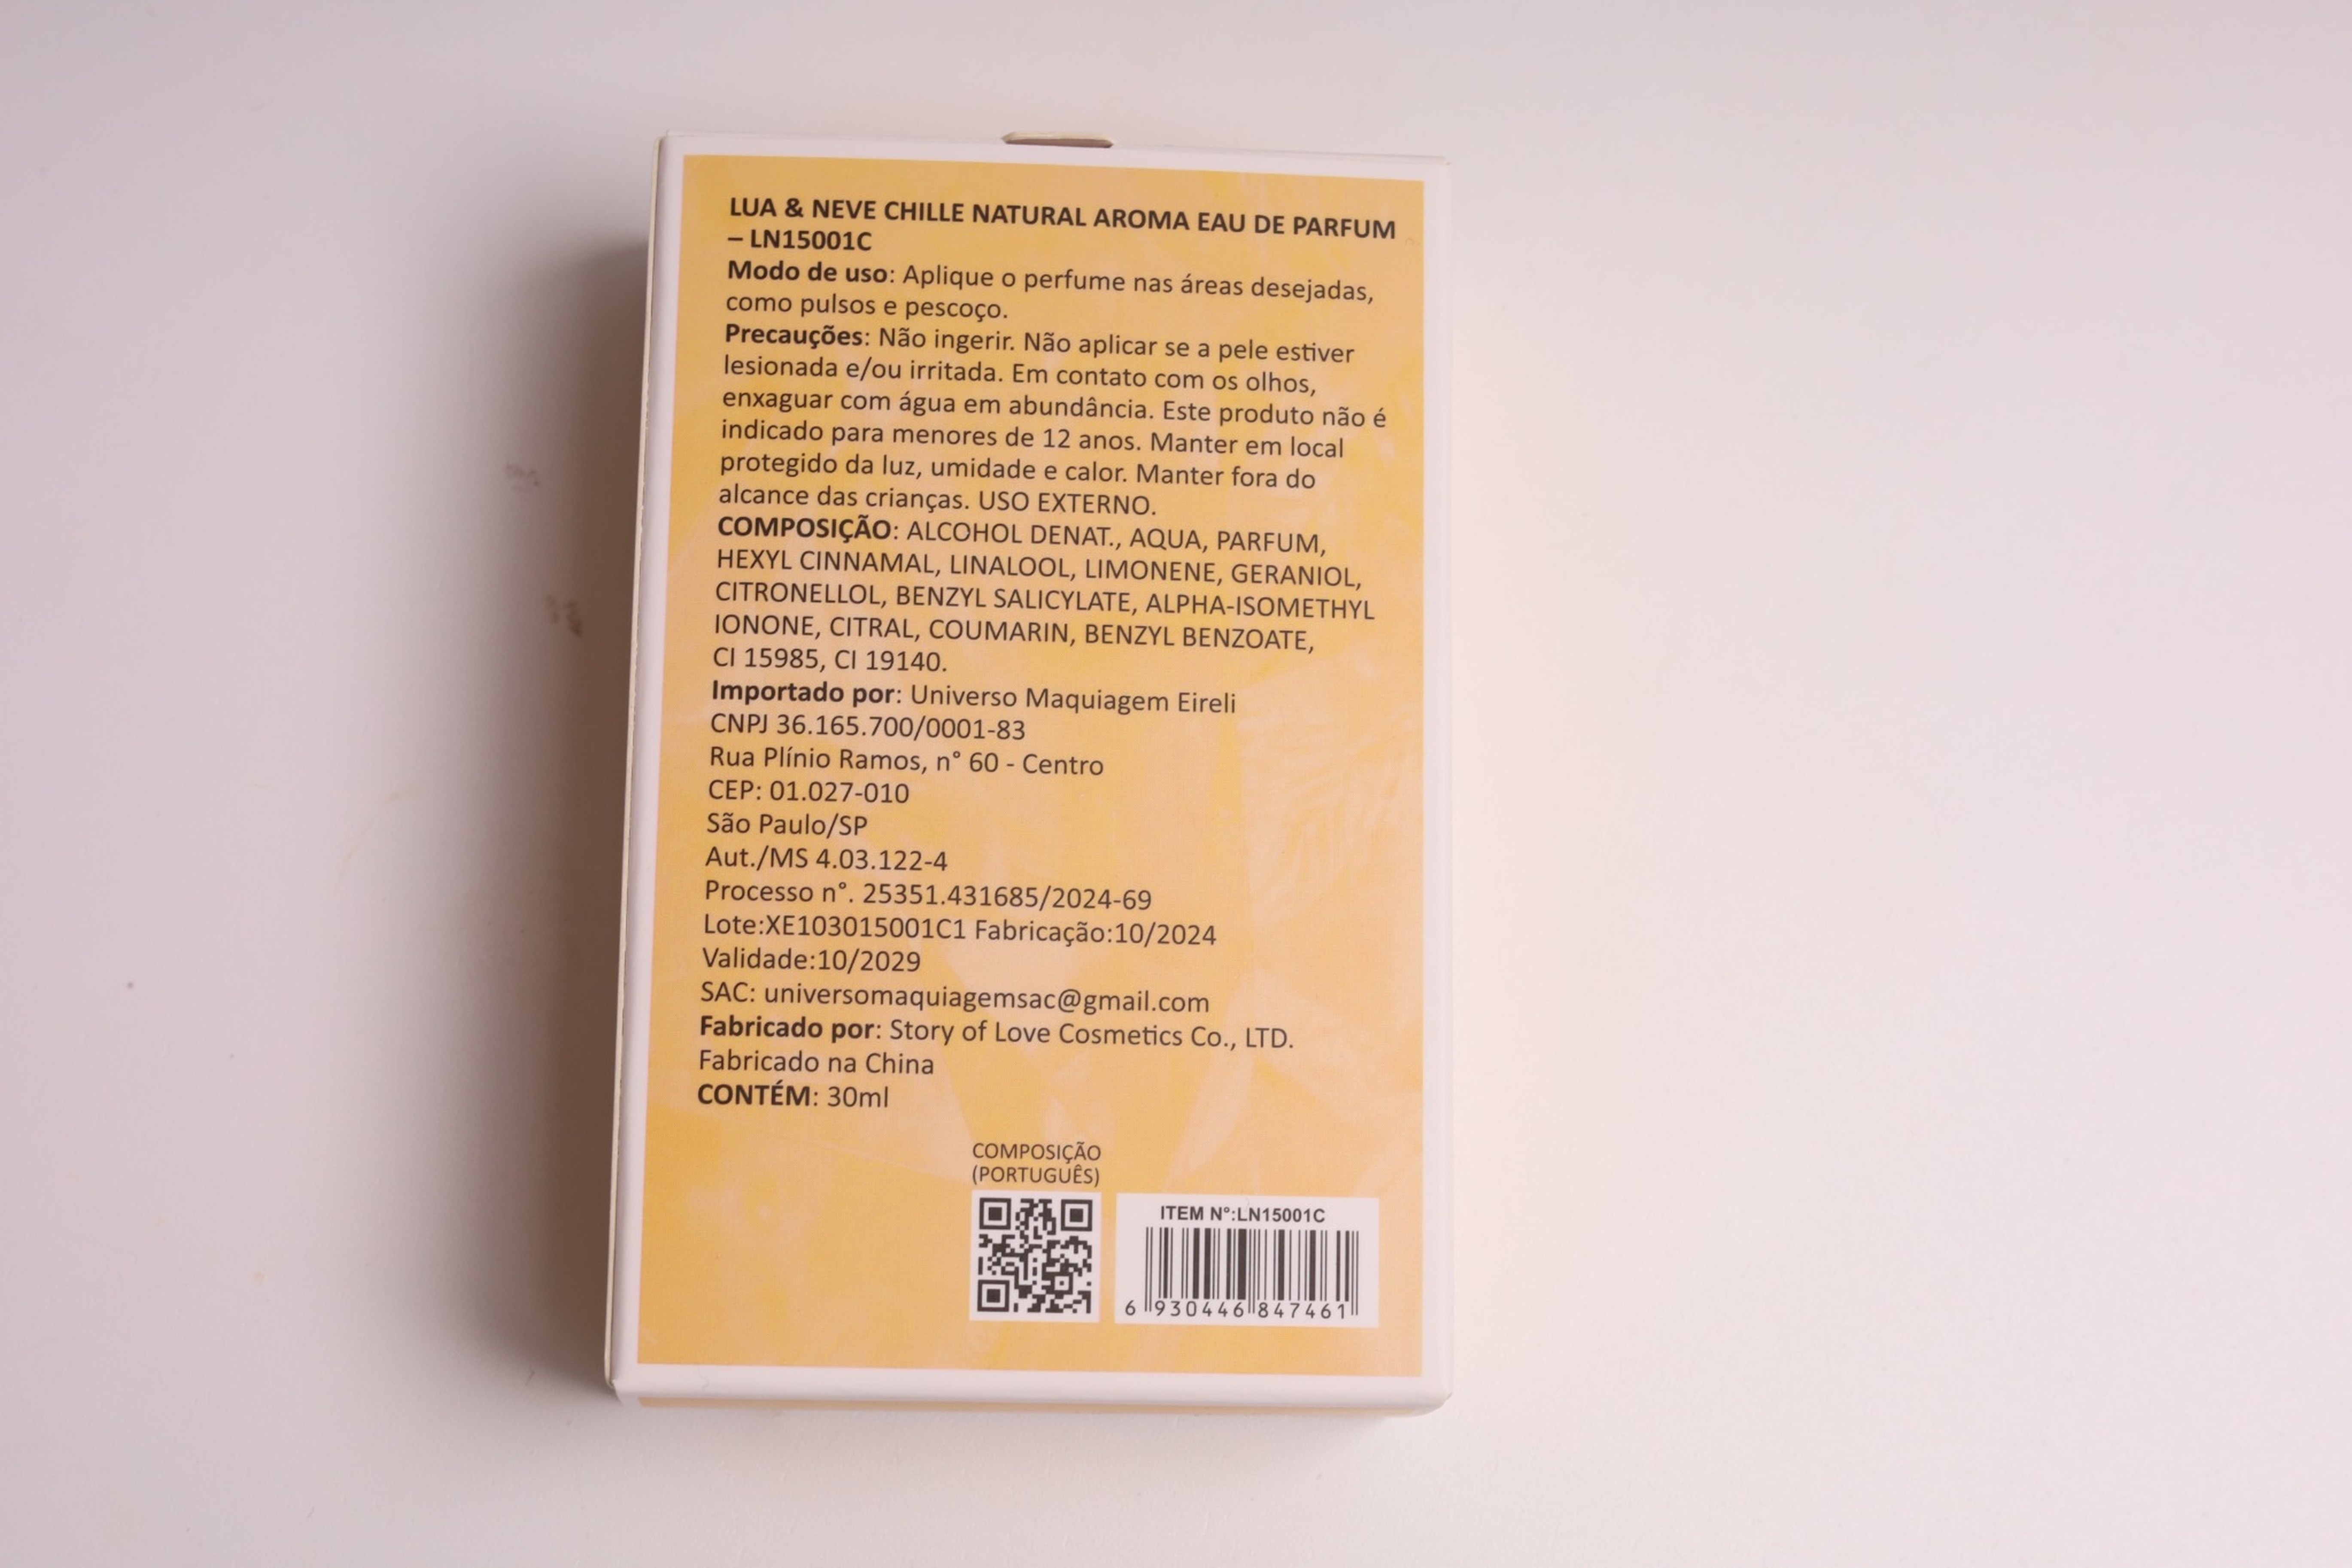 LUA & NEVE CHILLE NATURAL AROMA EAU DE PARFUM
– LN15001C
Modo de uso: Aplique o perfume nas áreas desejadas,
como pulsos e pescoço.
Precauções: Não ingerir. Não aplicar se a pele estiver
lesionada e/ou irritada. Em contato com os olhos,
enxaguar com água em abundância. Este produto não é
indicado para menores de 12 anos. Manter em local
protegido da luz, umidade e calor. Manter fora do
alcance das crianças. USO EXTERNO.
COMPOSIÇÃO: ALCOHOL DENAT., AQUA, PARFUM,
HEXYL CINNAMAL, LINALOOL, LIMONENE, GERANIOL,
CITRONELLOL, BENZYL SALICYLATE, ALPHA-ISOMETHYL
IONONE, CITRAL, COUMARIN, BENZYL BENZOATE,
CI 15985, CI 19140.
Importado por: Universo Maquiagem Eireli
CNPJ 36.165.700/0001-83
Rua Plínio Ramos, n° 60 - Centro
CEP: 01.027-010
São Paulo/SP
Aut./MS 4.03.122-4
Processo n°. 25351.431685/2024-69
Lote:XE103015001C1 Fabricação:10/2024
Validade:10/2029
SAC: universomaquiagemsac@gmail.com
Fabricado por: Story of Love Cosmetics Co., LTD.
Fabricado na China
CONTÉM: 30ml
COMPOSIÇÃO
(PORTUGUÊS)
ITEM N°:LN15001C
6 930446 847461